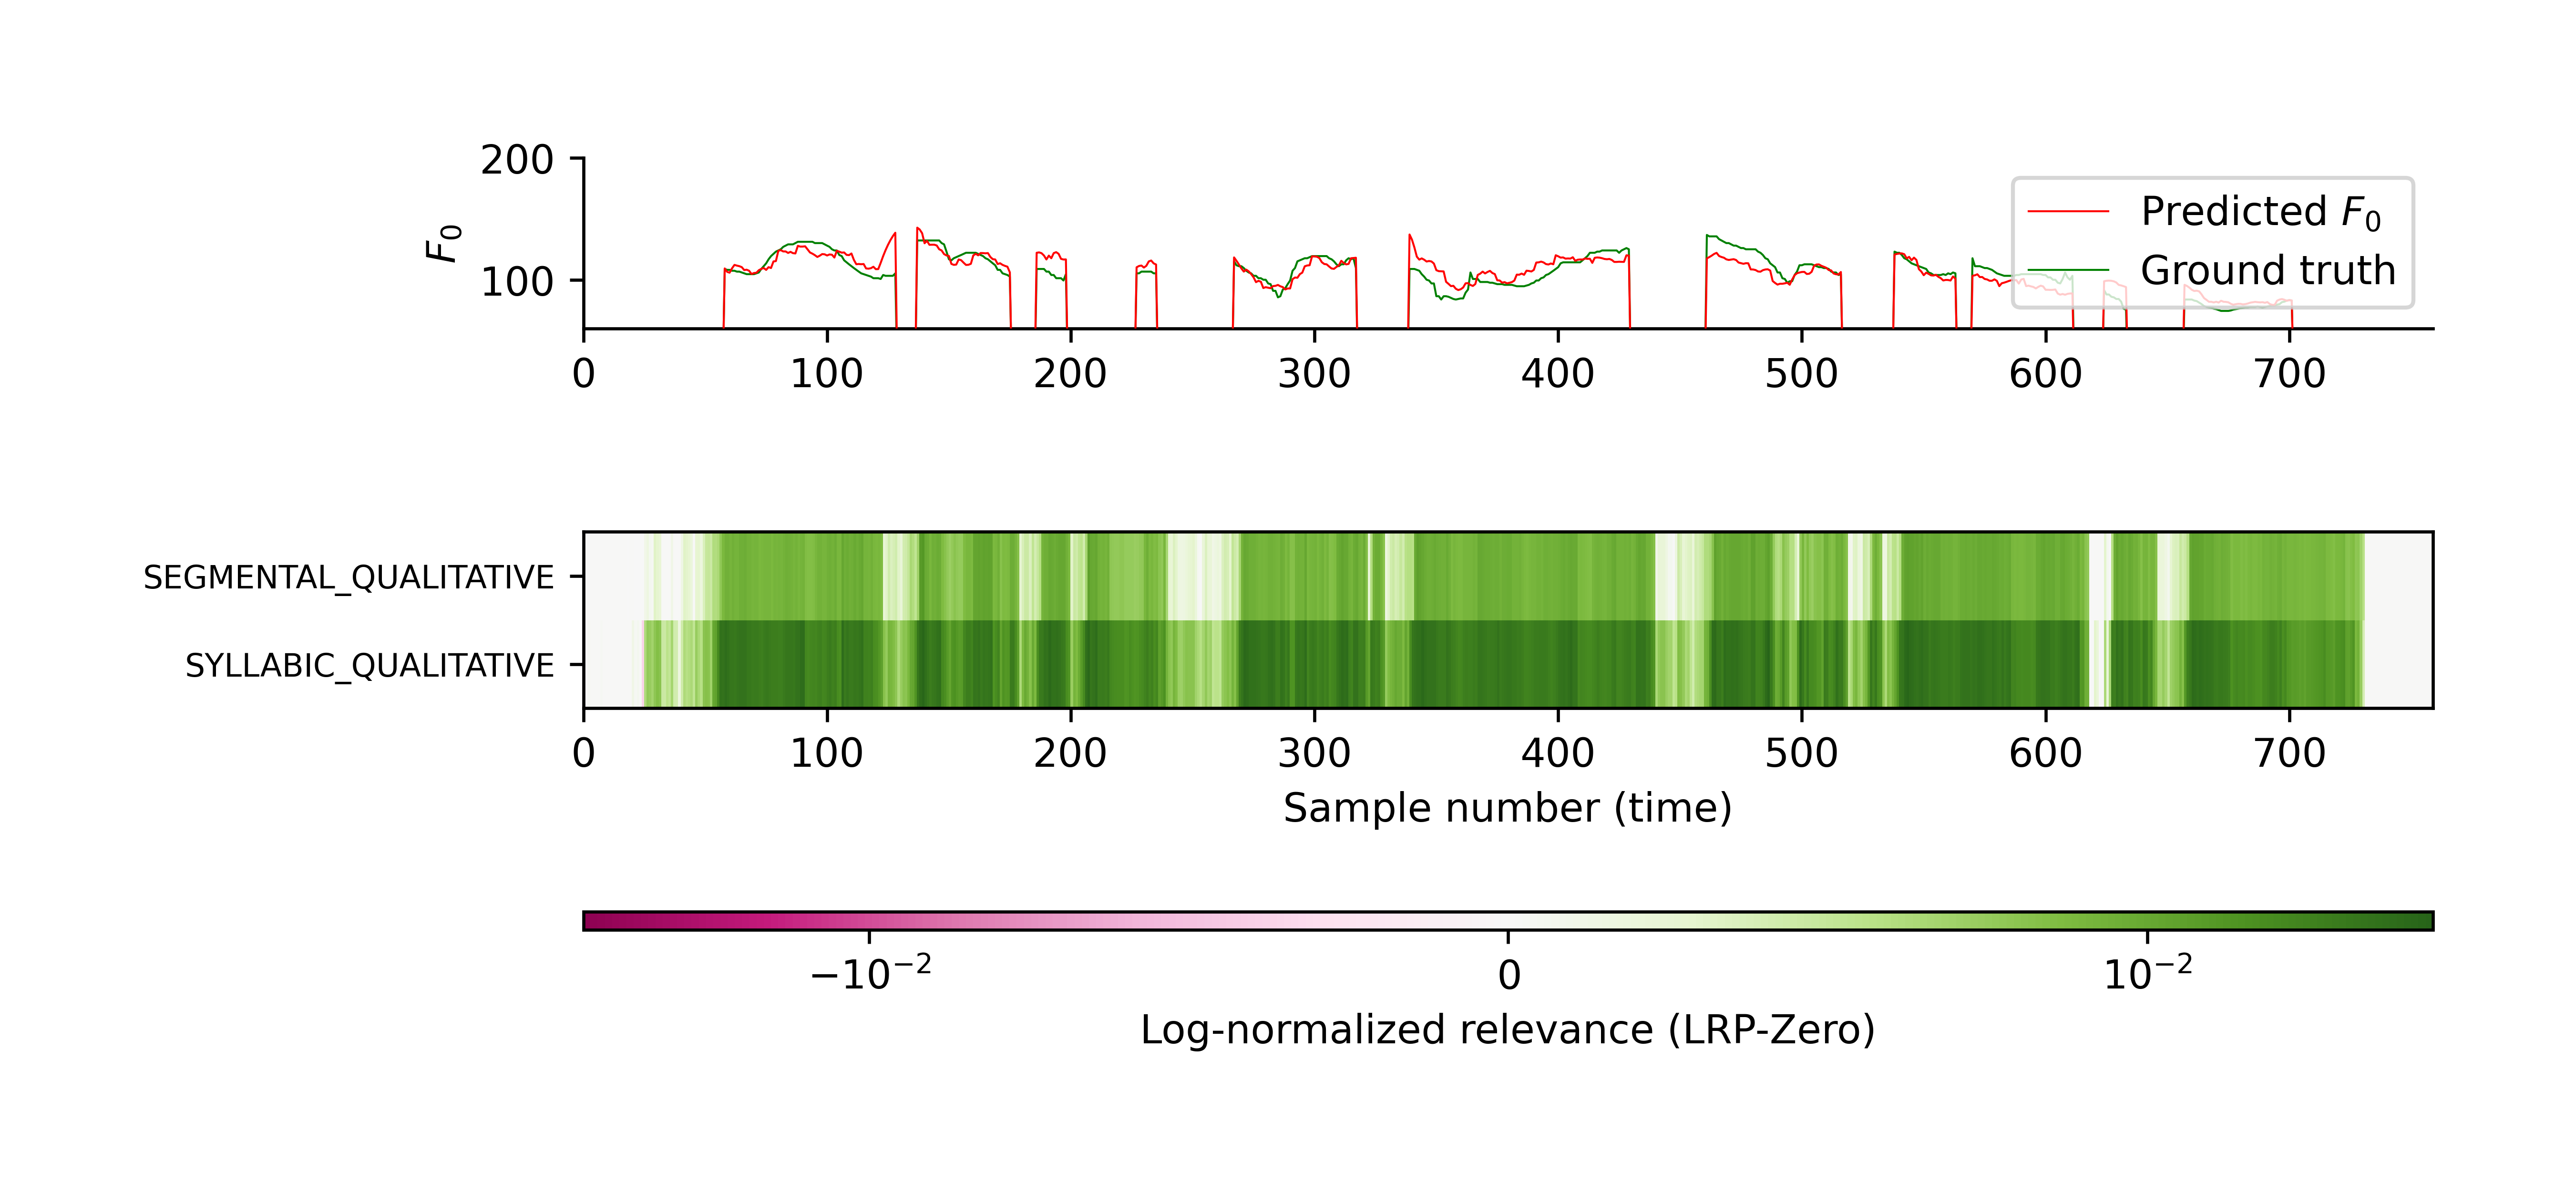 200
100
F₀
Predicted F₀
Ground truth
0 100 200 300 400 500 600 700
SEGMENTAL_QUALITATIVE
SYLLABIC_QUALITATIVE
0 100 200 300 400 500 600 700
Sample number (time)
−10⁻² 0 10⁻²
Log-normalized relevance (LRP-Zero)